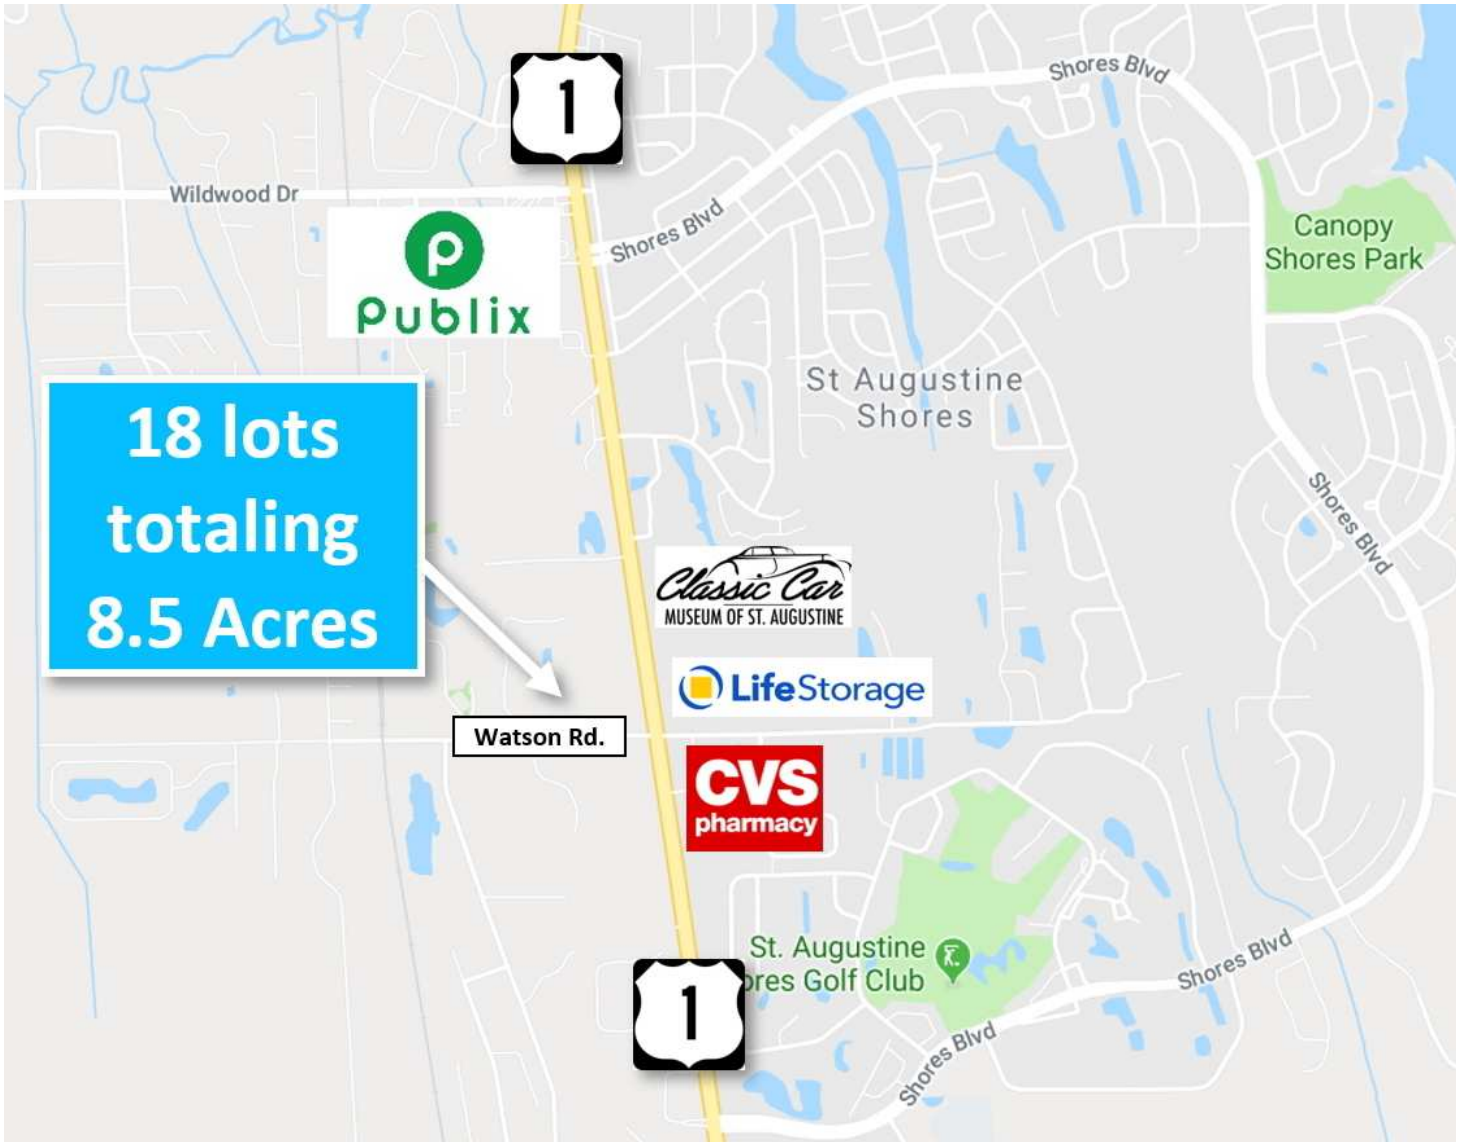 Shores Blvd
1
Wildwood Dr
Shores Blvd
Canopy
Shores Park
Publix
St Augustine
Shores
18 lots
totaling
8.5 Acres
Shores Blvd
Classic Car
MUSEUM OF ST. AUGUSTINE
LifeStorage
Watson Rd.
CVS
pharmacy
St. Augustine
ores Golf Club
Shores Blvd
1
Shores Blvd